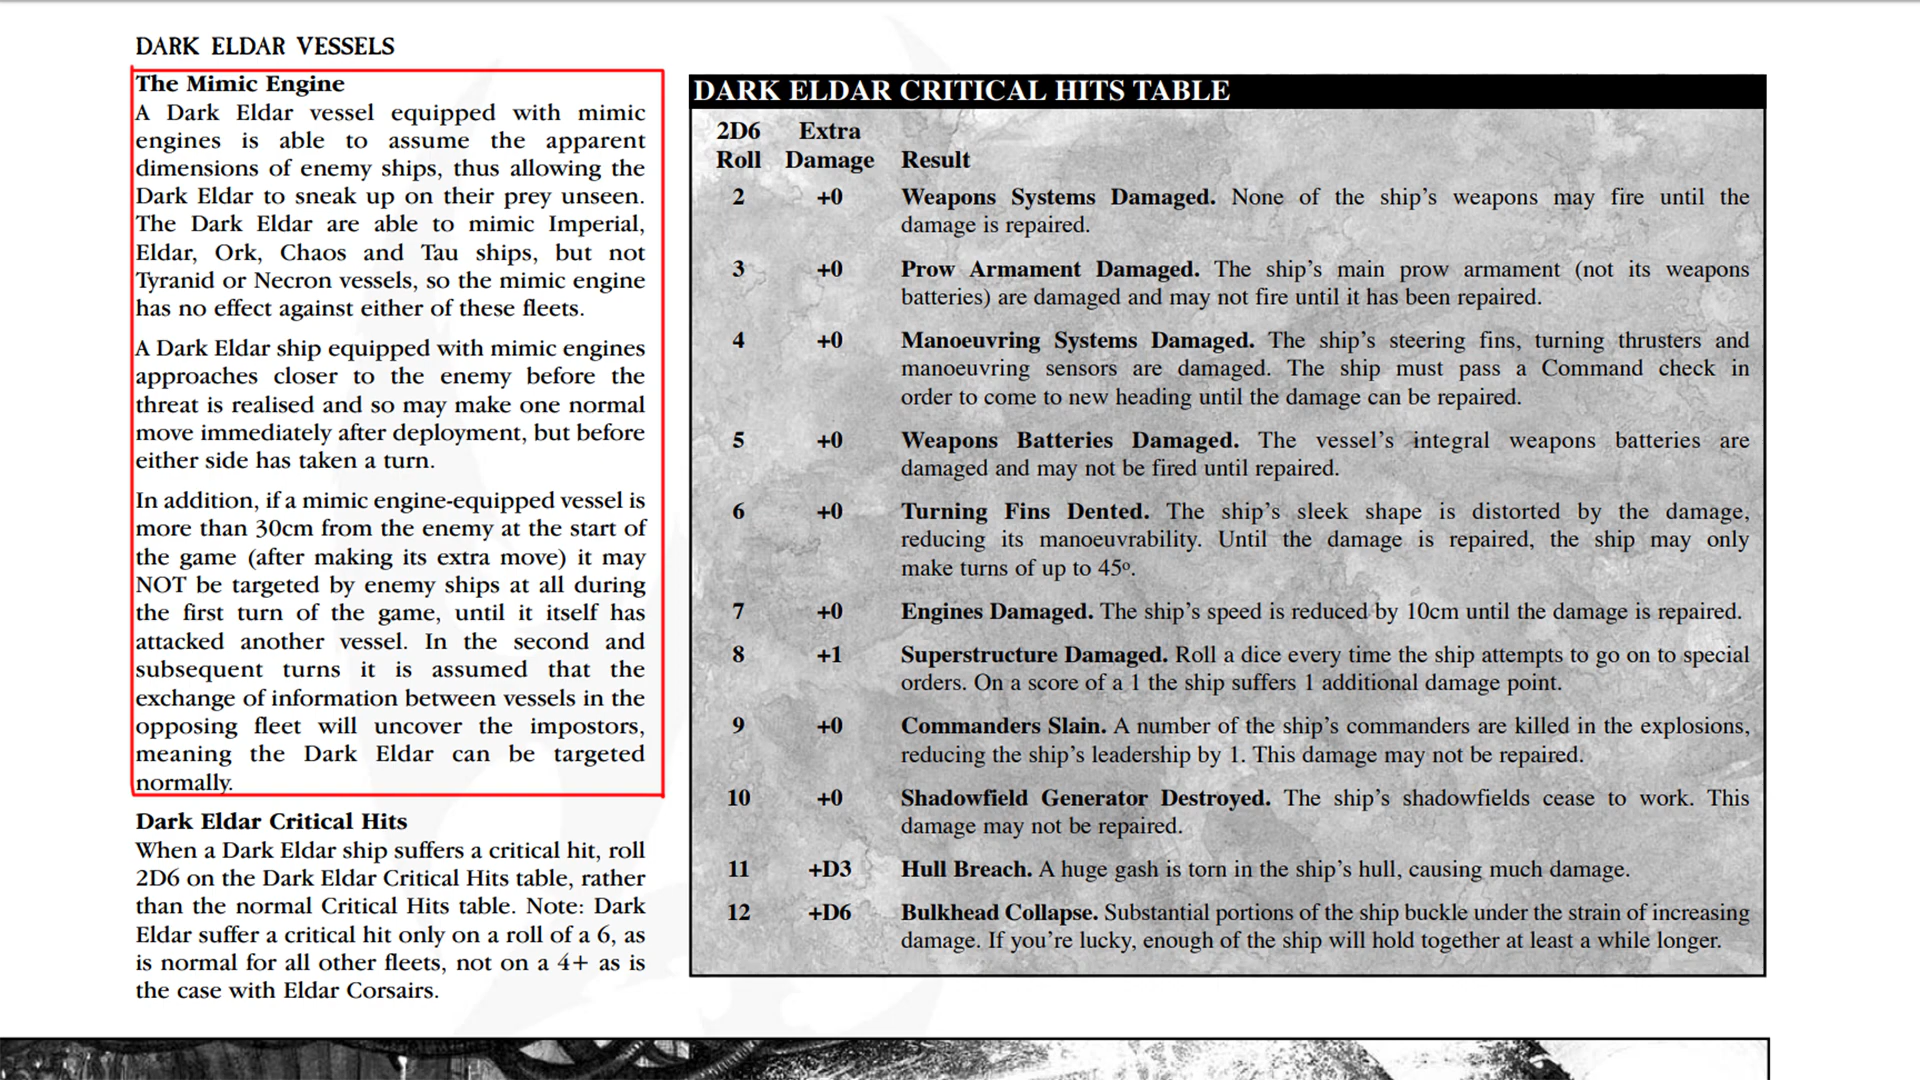 DARK ELDAR VESSELS
The Mimic Engine
A Dark Eldar vessel equipped with mimic
engines is able to assume the apparent
dimensions of enemy ships, thus allowing the
Dark Eldar to sneak up on their prey unseen.
The Dark Eldar are able to mimic Imperial,
Eldar, Ork, Chaos and Tau ships, but not
Tyranid or Necron vessels, so the mimic engine
has no effect against either of these fleets.
A Dark Eldar ship equipped with mimic engines
approaches closer to the enemy before the
threat is realised and so may make one normal
move immediately after deployment, but before
either side has taken a turn.
In addition, if a mimic engine-equipped vessel is
more than 30cm from the enemy at the start of
the game (after making its extra move) it may
NOT be targeted by enemy ships at all during
the first turn of the game, until it itself has
attacked another vessel. In the second and
subsequent turns it is assumed that the
exchange of information between vessels in the
opposing fleet will uncover the impostors,
meaning the Dark Eldar can be targeted
normally.
Dark Eldar Critical Hits
When a Dark Eldar ship suffers a critical hit, roll
2D6 on the Dark Eldar Critical Hits table, rather
than the normal Critical Hits table. Note: Dark
Eldar suffer a critical hit only on a roll of a 6, as
is normal for all other fleets, not on a 4+ as is
the case with Eldar Corsairs.
DARK ELDAR CRITICAL HITS TABLE
2D6 Extra
Roll Damage Result
2 +0 Weapons Systems Damaged. None of the ship's weapons may fire until the
damage is repaired.
3 +0 Prow Armament Damaged. The ship's main prow armament (not its weapons
batteries) are damaged and may not fire until it has been repaired.
4 +0 Manoeuvring Systems Damaged. The ship's steering fins, turning thrusters and
manoeuvring sensors are damaged. The ship must pass a Command check in
order to come to new heading until the damage can be repaired.
5 +0 Weapons Batteries Damaged. The vessel's integral weapons batteries are
damaged and may not be fired until repaired.
6 +0 Turning Fins Dented. The ship's sleek shape is distorted by the damage,
reducing its manoeuvrability. Until the damage is repaired, the ship may only
make turns of up to 45º.
7 +0 Engines Damaged. The ship's speed is reduced by 10cm until the damage is repaired.
8 +1 Superstructure Damaged. Roll a dice every time the ship attempts to go on to special
orders. On a score of a 1 the ship suffers 1 additional damage point.
9 +0 Commanders Slain. A number of the ship's commanders are killed in the explosions,
reducing the ship's leadership by 1. This damage may not be repaired.
10 +0 Shadowfield Generator Destroyed. The ship's shadowfields cease to work. This
damage may not be repaired.
11 +D3 Hull Breach. A huge gash is torn in the ship's hull, causing much damage.
12 +D6 Bulkhead Collapse. Substantial portions of the ship buckle under the strain of increasing
damage. If you're lucky, enough of the ship will hold together at least a while longer.